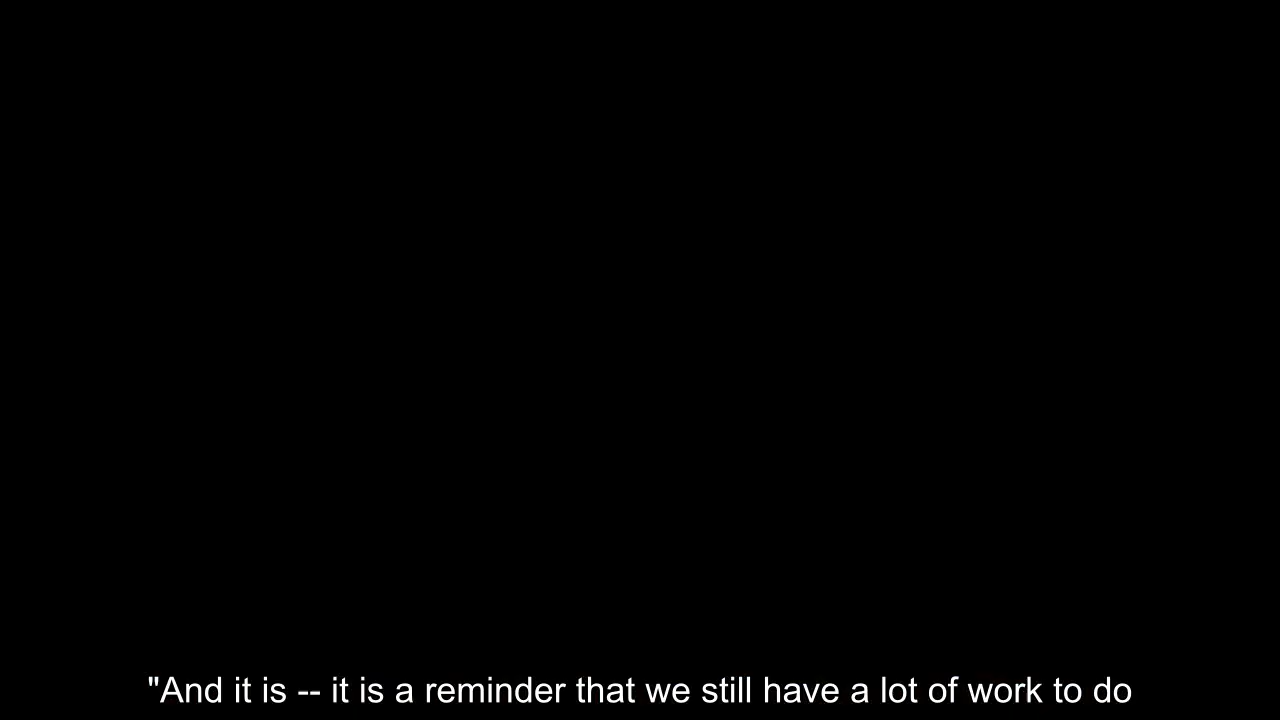 "And it is -- it is a reminder that we still have a lot of work to do